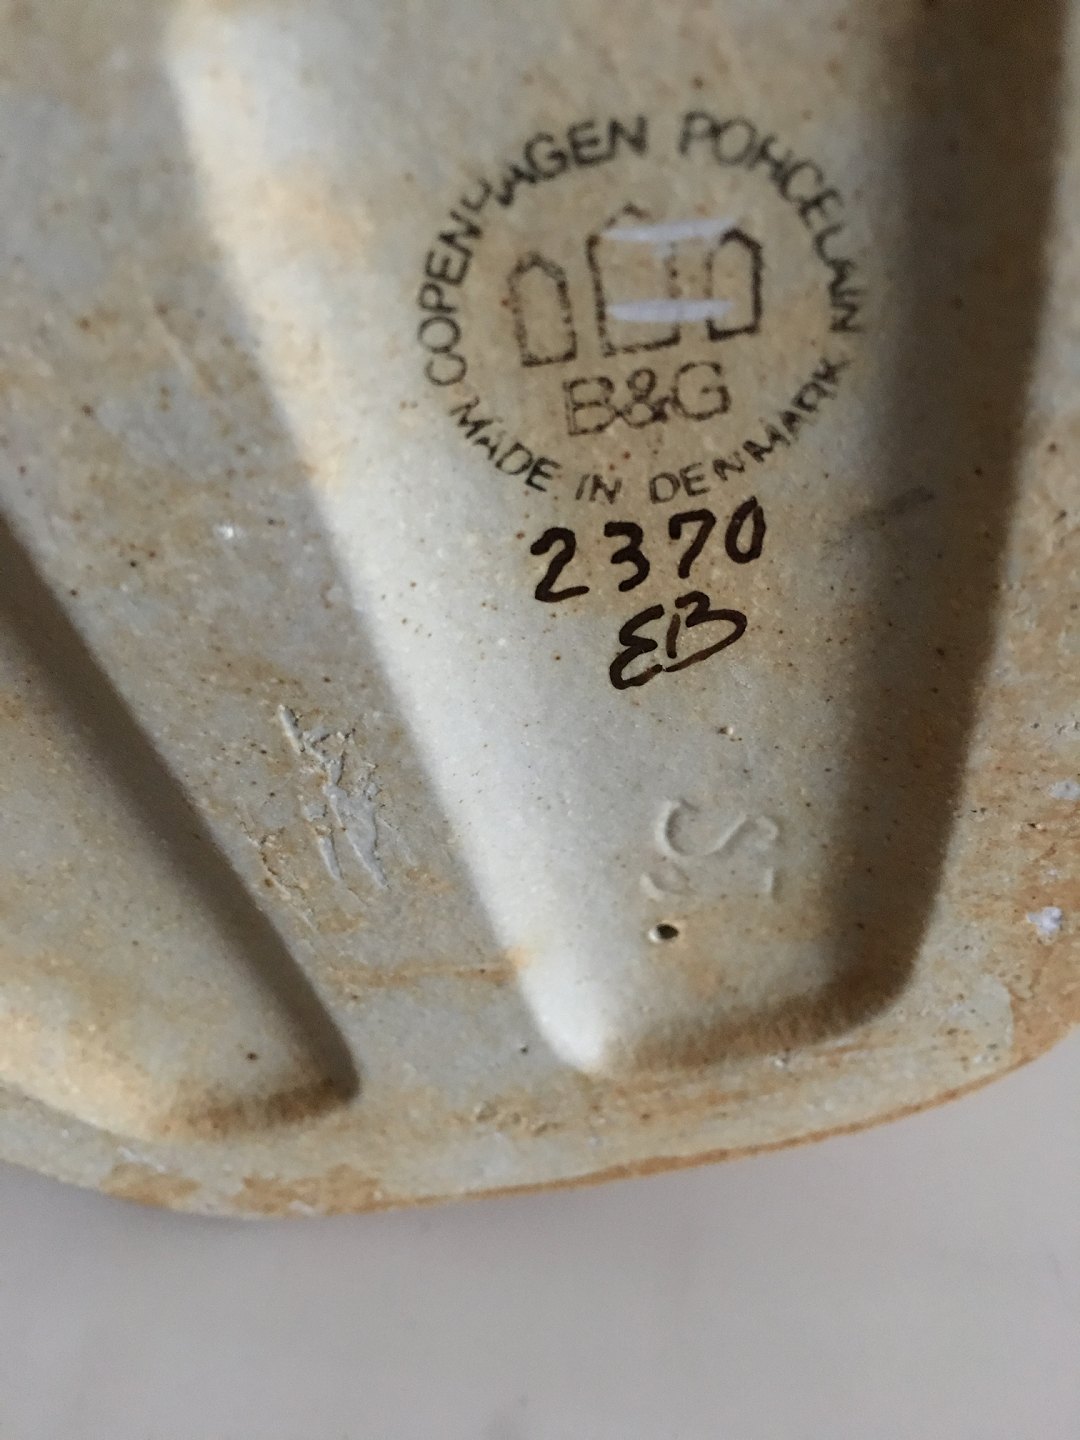 COPENHAGEN PORCELAIN
B&G
MADE IN DENMARK
2370
EB